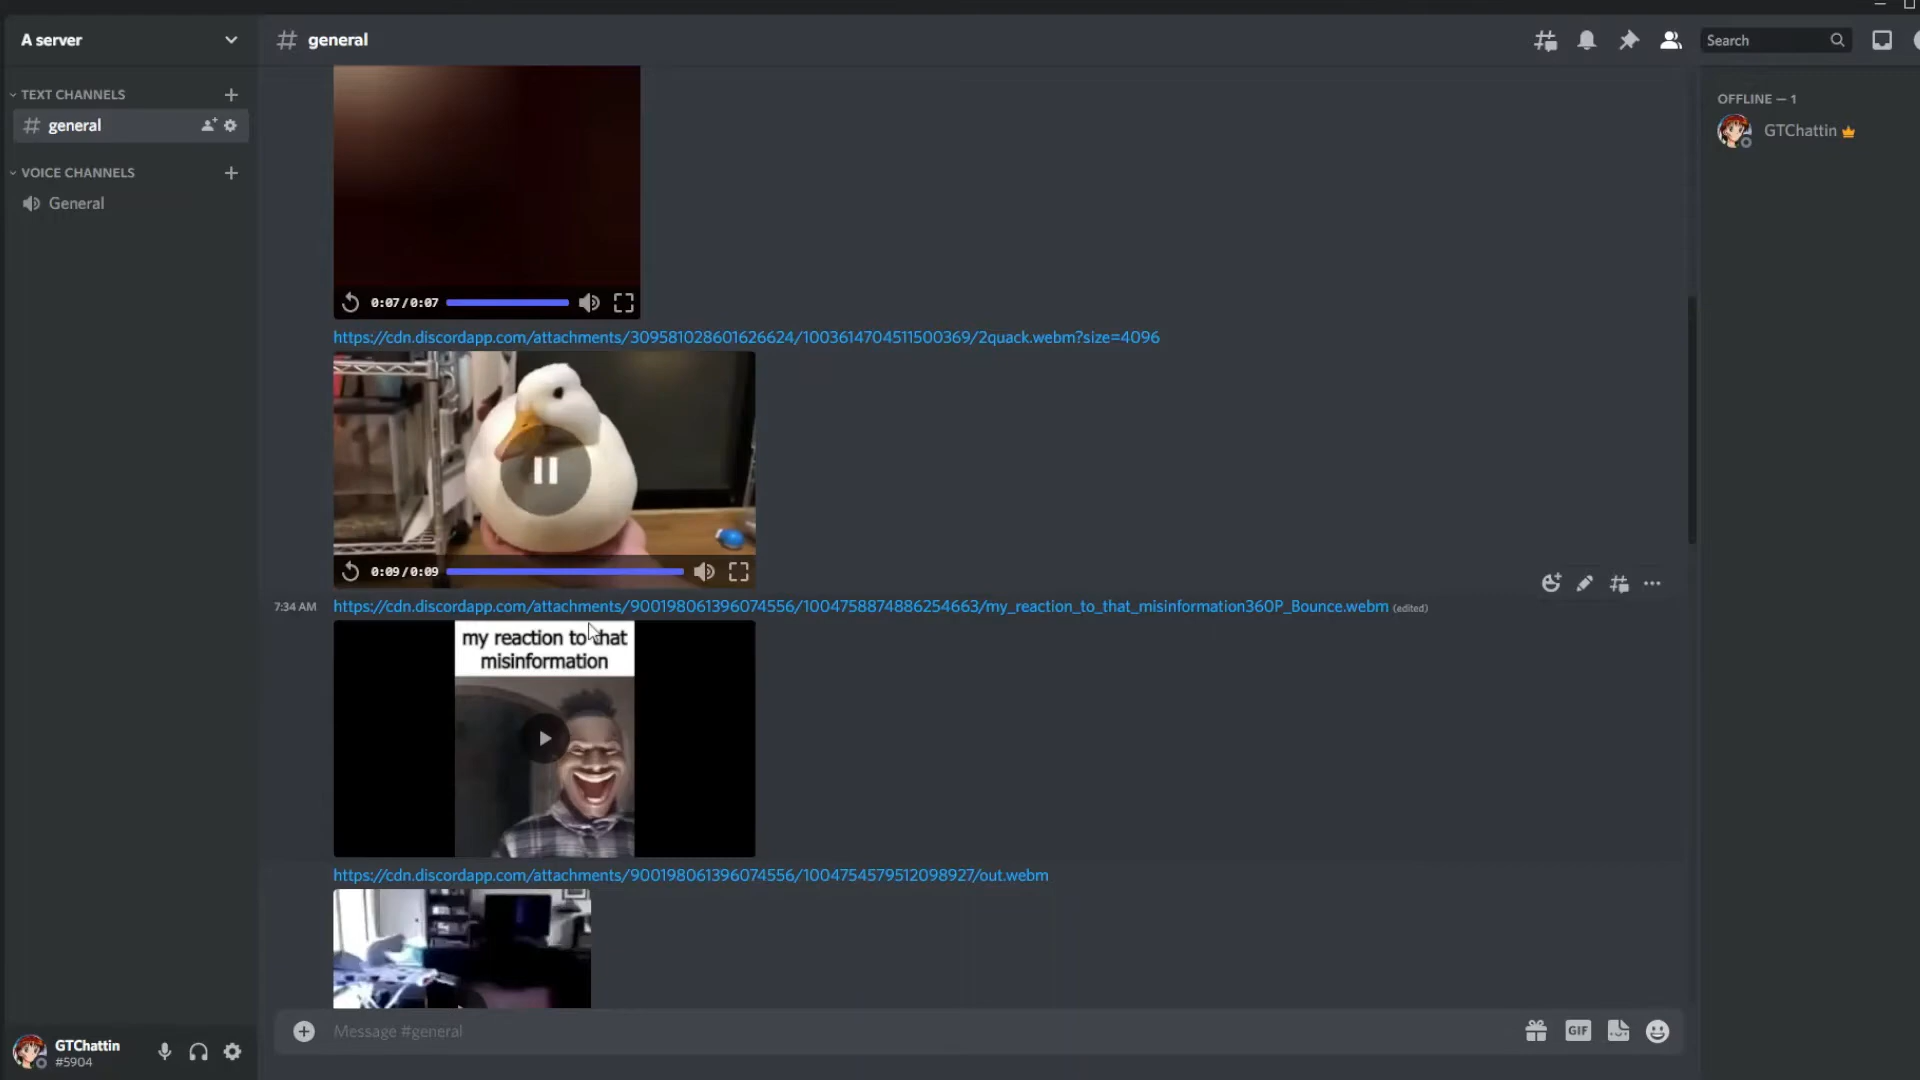 A server
general
Search
TEXT CHANNELS
general
VOICE CHANNELS
General
OFFLINE — 1
GTChattin
0:07/0:07
https://cdn.discordapp.com/attachments/309581028601626624/1003614704511500369/2quack.webm?size=4096
0:09/0:09
7:34 AM https://cdn.discordapp.com/attachments/900198061396074556/1004758874886254663/my_reaction_to_that_misinformation360P_Bounce.webm (edited)
my reaction to that
misinformation
https://cdn.discordapp.com/attachments/900198061396074556/1004754579512098927/out.webm
Message #general
GIF
GTChattin
#5904